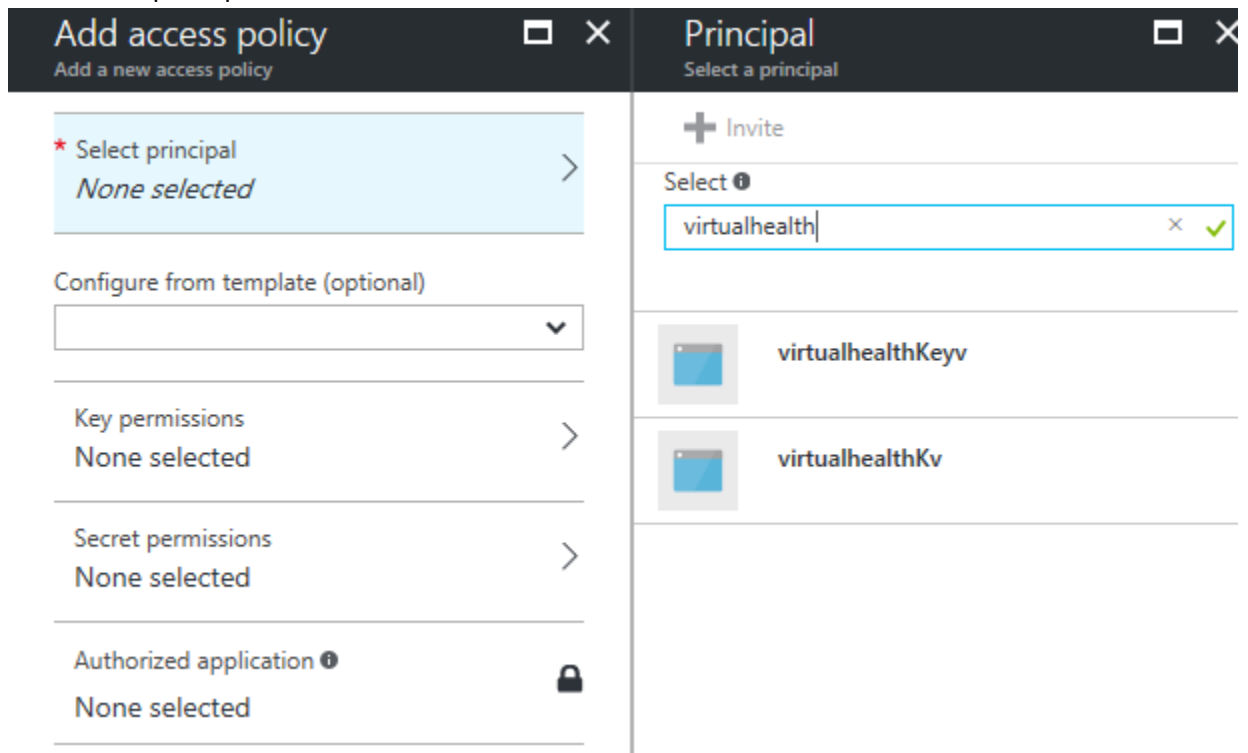 Add access policy
Add a new access policy
* Select principal
None selected
Configure from template (optional)
Key permissions
None selected
Secret permissions
None selected
Authorized application
None selected
Principal
Select a principal
Invite
Select
virtualhealth
virtualhealthKeyv
virtualhealthKv